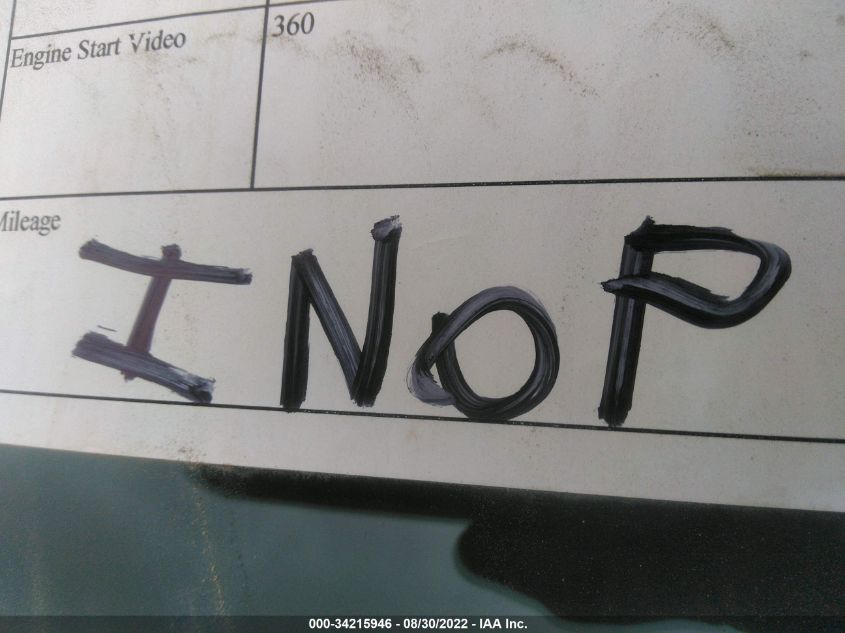 Engine Start Video 360
Mileage INOP
000-34215946 - 08/30/2022 - IAA Inc.